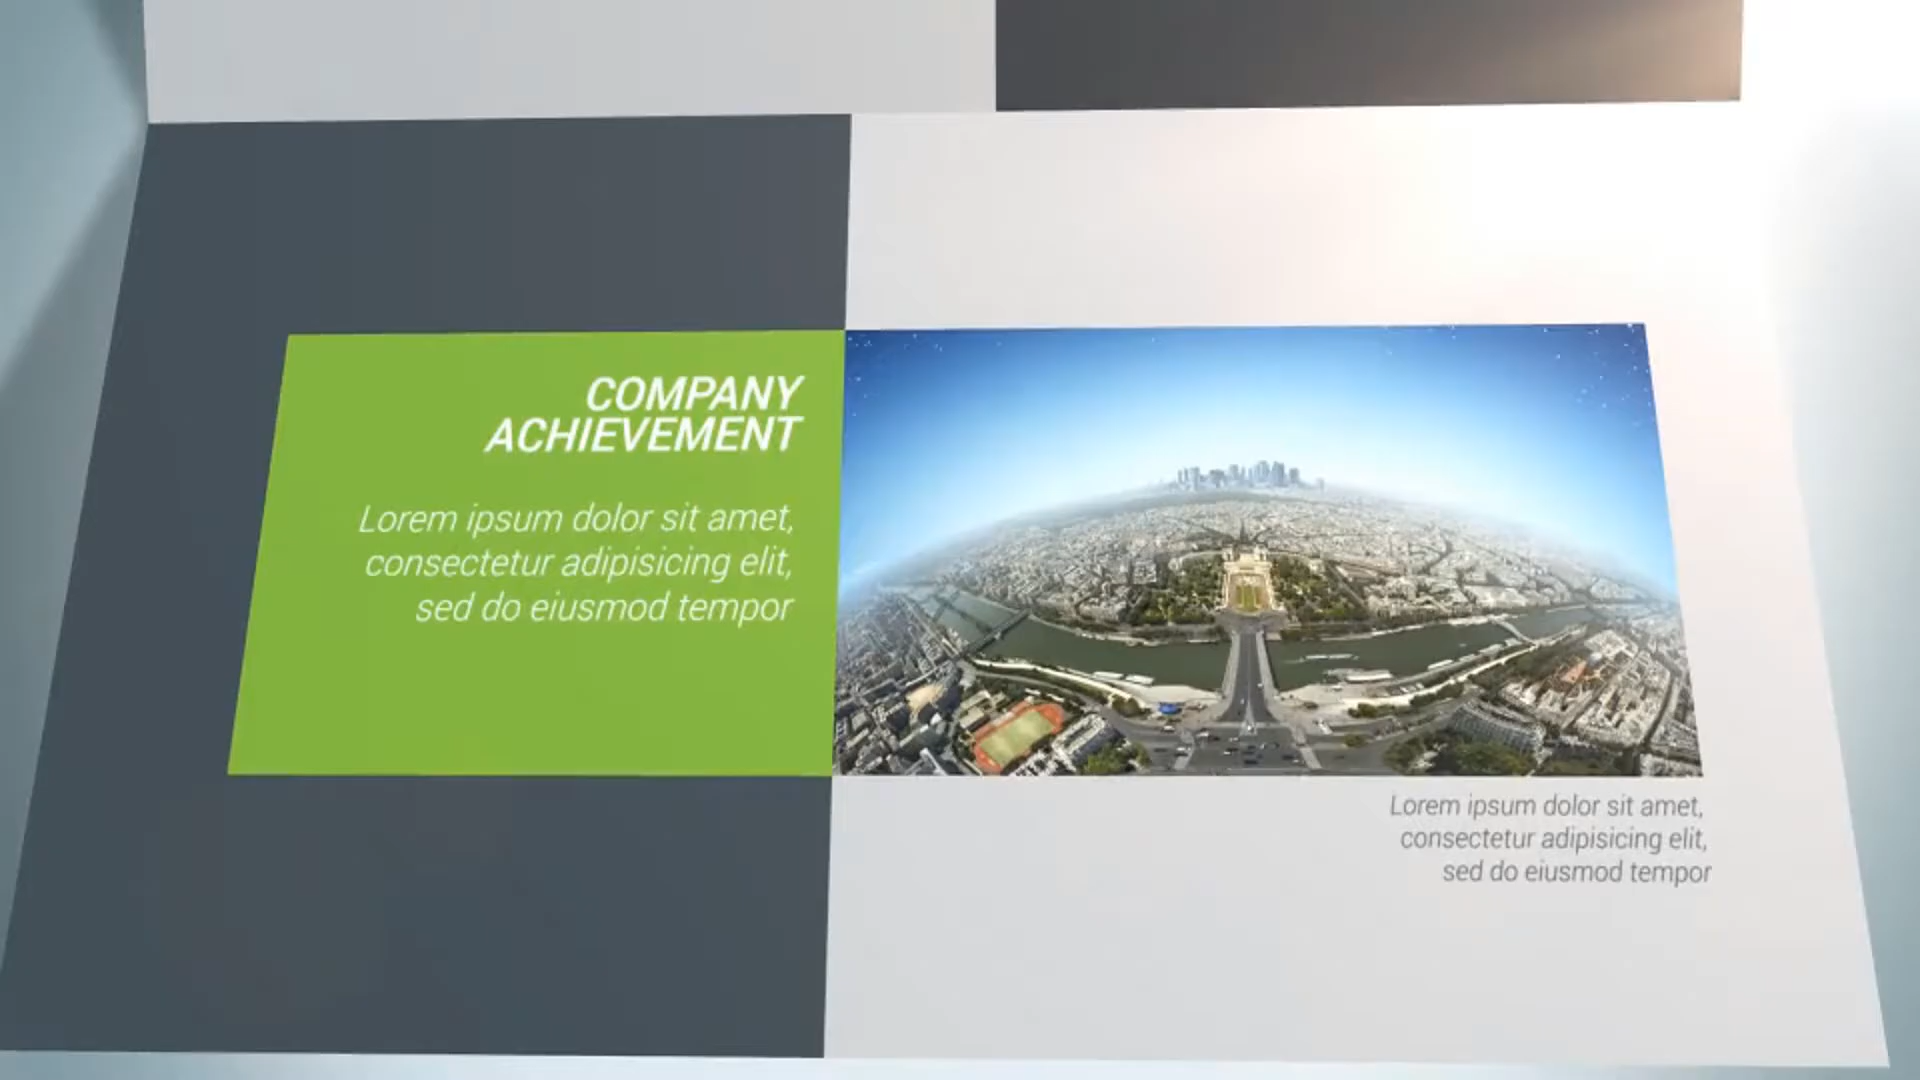 COMPANY
ACHIEVEMENT
Lorem ipsum dolor sit amet,
consectetur adipisicing elit,
sed do eiusmod tempor
Lorem ipsum dolor sit amet,
consectetur adipisicing elit,
sed do eiusmod tempor